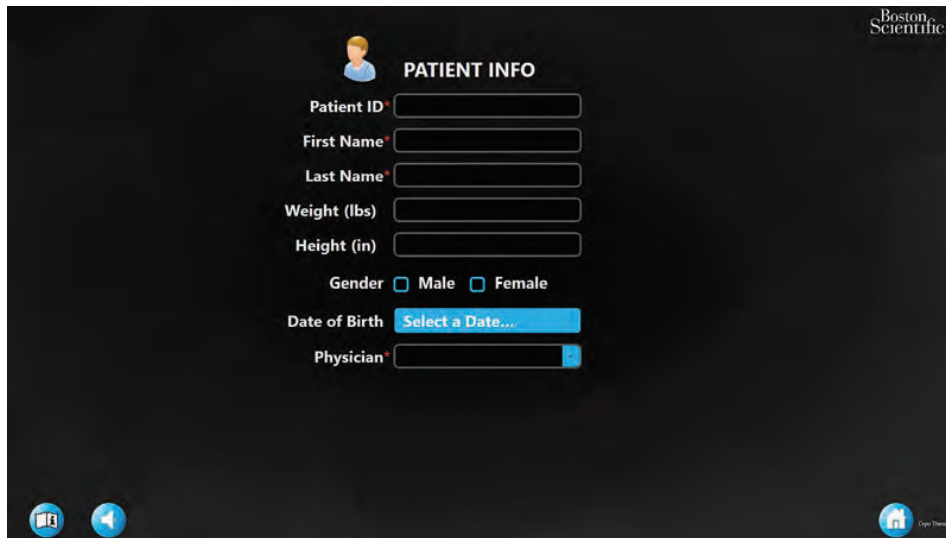 Boston
Scientific
PATIENT INFO
Patient ID*
First Name*
Last Name*
Weight (lbs)
Height (in)
Gender Male Female
Date of Birth Select a Date...
Physician*